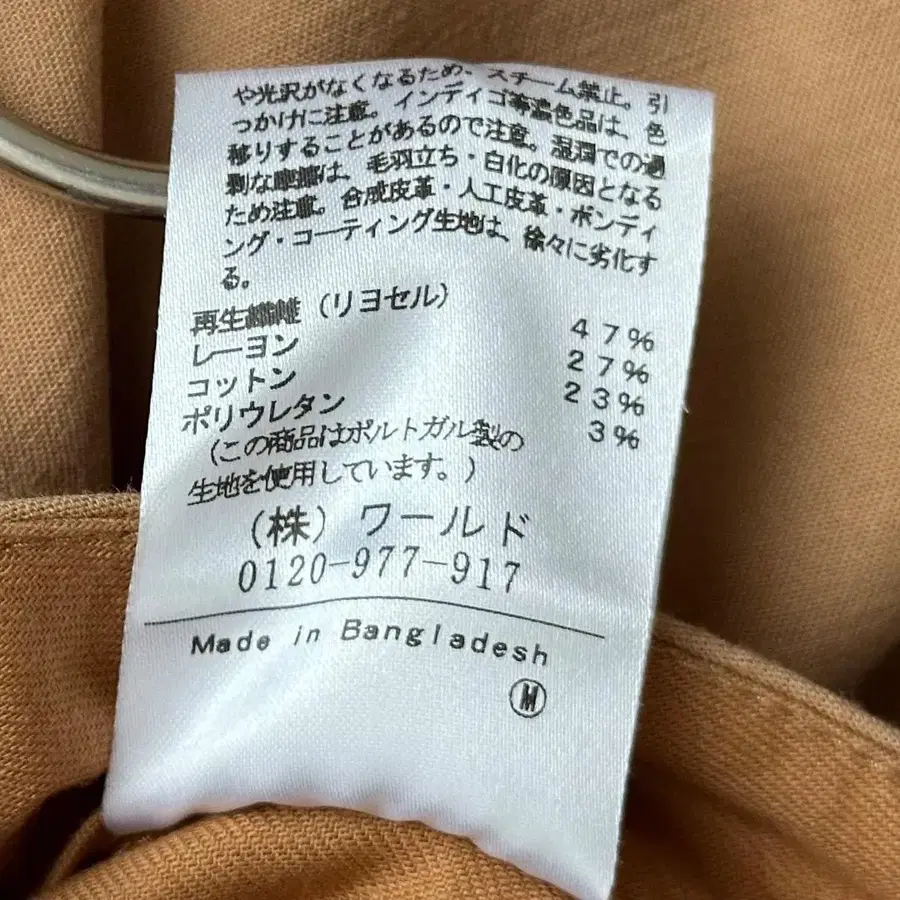 や光沢がなくなるため、スチーム禁止。引
っかけに注意。インディゴ等濃色品は、色
移りすることがあるので注意。湿潤での過
剰な摩擦は、毛羽立ち・白化の原因となる
ため注意。合成皮革・人工皮革・ボンディ
ング・コーティング生地は、徐々に劣化す
る。
再生繊維（リヨセル） 47%
レーヨン 27%
コットン 23%
ポリウレタン 3%
（この商品はポルトガル製の
生地を使用しています。）
（株）ワールド
0120-977-917
Made in Bangladesh
M